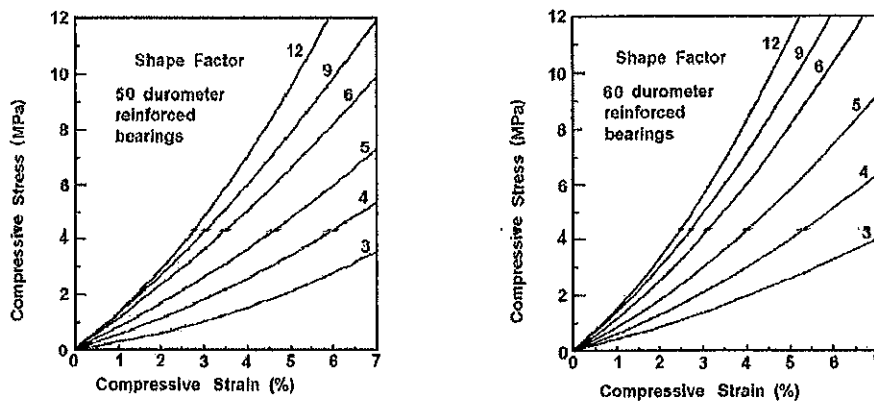 12
10
8
6
4
2
0
Compressive Stress (MPa)
Shape Factor
50 durometer
reinforced
bearings
12
9
6
5
4
3
0 1 2 3 4 5 6 7
Compressive Strain (%)
12
10
8
6
4
2
0
Compressive Stress (MPa)
Shape Factor
60 durometer
reinforced
bearings
12
9
6
5
4
3
0 1 2 3 4 5 6
Compressive Strain (%)